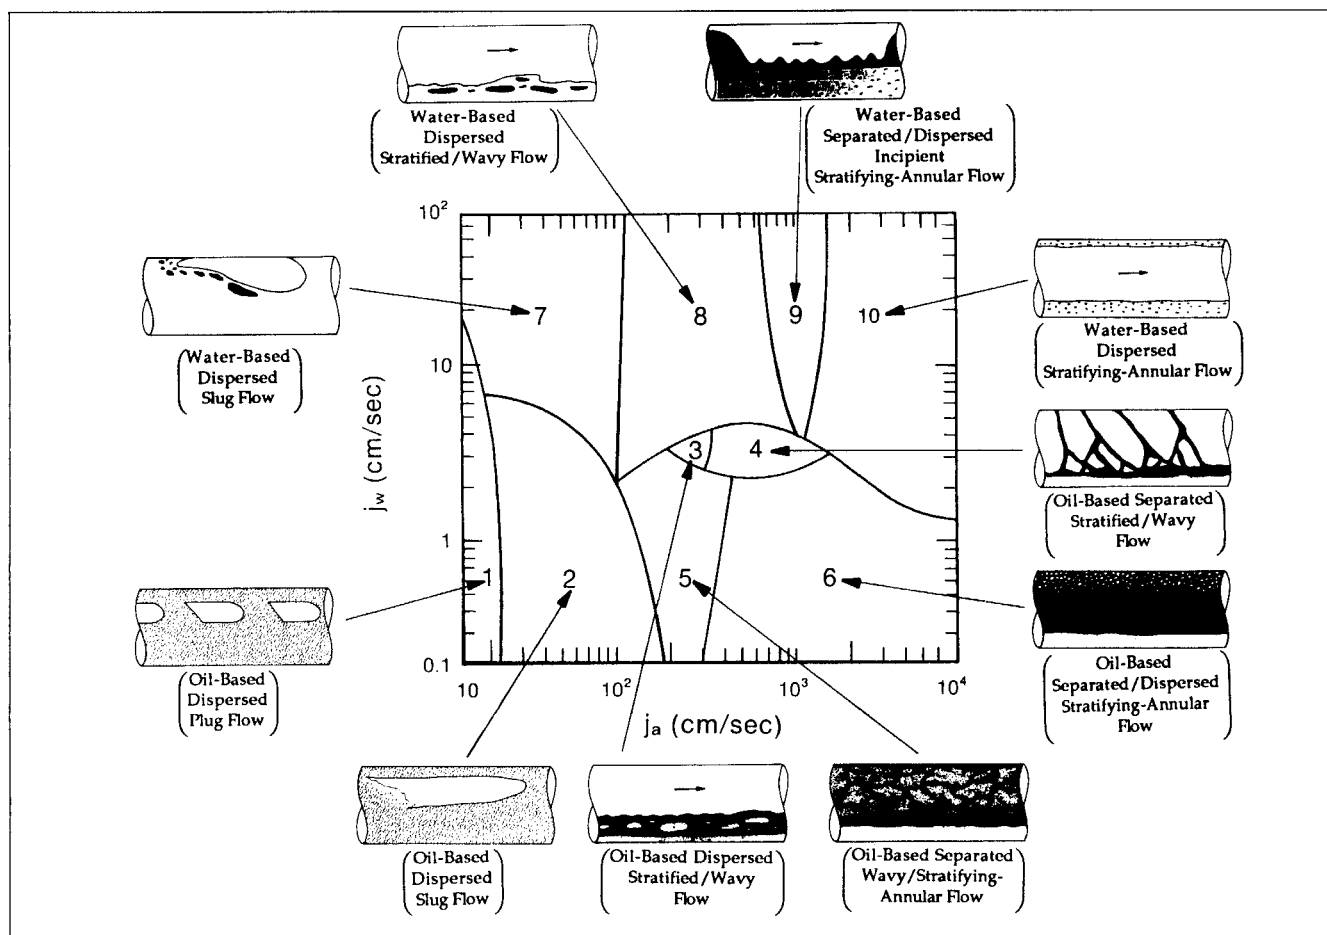 Water-Based
Dispersed
Stratified/Wavy Flow
Water-Based
Separated/Dispersed
Incipient
Stratifying-Annular Flow
Water-Based
Dispersed
Slug Flow
Water-Based
Dispersed
Stratifying-Annular Flow
Oil-Based Separated
Stratified/Wavy
Flow
Oil-Based
Dispersed
Plug Flow
Oil-Based
Separated/Dispersed
Stratifying-Annular
Flow
10²
10
1
0.1
jw (cm/sec)
7
8
9
10
3
4
1
2
5
6
10
10²
10³
10⁴
ja (cm/sec)
Oil-Based
Dispersed
Slug Flow
Oil-Based Dispersed
Stratified/Wavy
Flow
Oil-Based Separated
Wavy/Stratifying-
Annular Flow